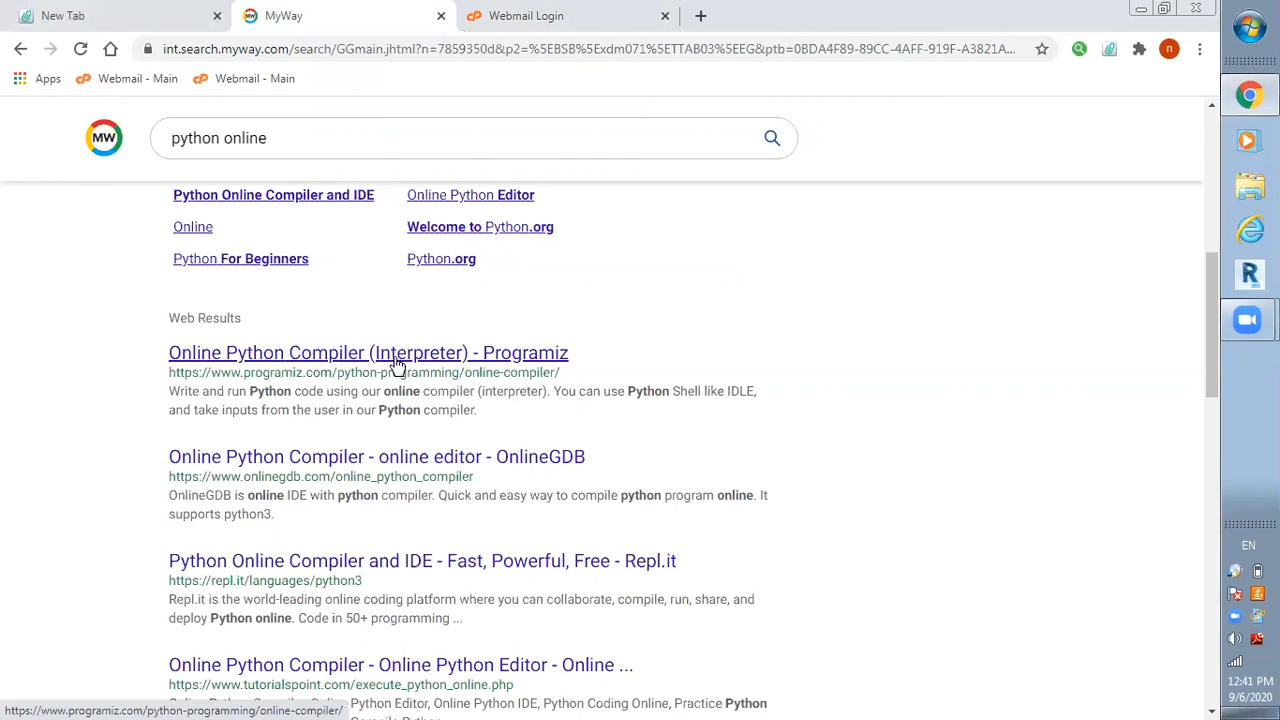 New Tab
MyWay
Webmail Login
int.search.myway.com/search/GGmain.jhtml?n=7859350d&p2=%5EBSB%5Exdm071%5ETTAB03%5EEG&ptb=08DA4F89-89CC-4AFF-919F-A3821A...
n
Apps
Webmail - Main
Webmail - Main
MW
python online
Python Online Compiler and IDE
Online Python Editor
Online
Welcome to Python.org
Python For Beginners
Python.org
Web Results
Online Python Compiler (Interpreter) - Programiz
https://www.programiz.com/python-programming/online-compiler/
Write and run Python code using our online compiler (interpreter). You can use Python Shell like IDLE,
and take inputs from the user in our Python compiler.
Online Python Compiler - online editor - OnlineGDB
https://www.onlinegdb.com/online_python_compiler
OnlineGDB is online IDE with python compiler. Quick and easy way to compile python program online. It
supports python3.
Python Online Compiler and IDE - Fast, Powerful, Free - Repl.it
https://repl.it/languages/python3
Repl.it is the world-leading online coding platform where you can collaborate, compile, run, share, and
deploy Python online. Code in 50+ programming ...
Online Python Compiler - Online Python Editor - Online ...
https://www.tutorialspoint.com/execute_python_online.php
Online Python Compiler, Online Python Editor, Online Python IDE, Python Coding Online, Practice Python
https://www.programiz.com/python-programming/online-compiler/
R
360
EN
12:41 PM
9/6/2020